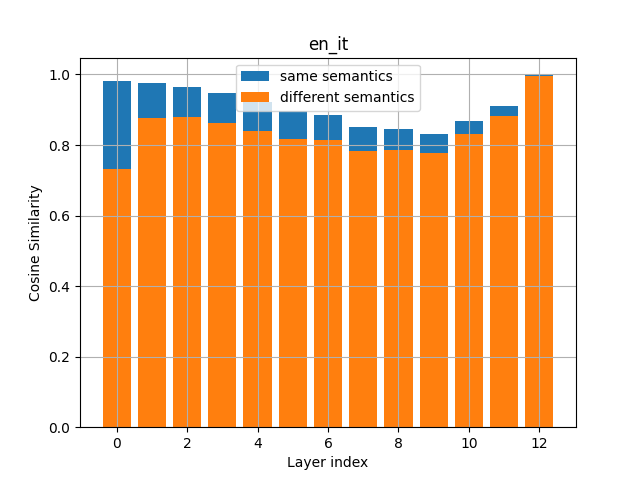 en_it
same semantics
different semantics
Cosine Similarity
1.0
0.8
0.6
0.4
0.2
0.0
0 2 4 6 8 10 12
Layer index